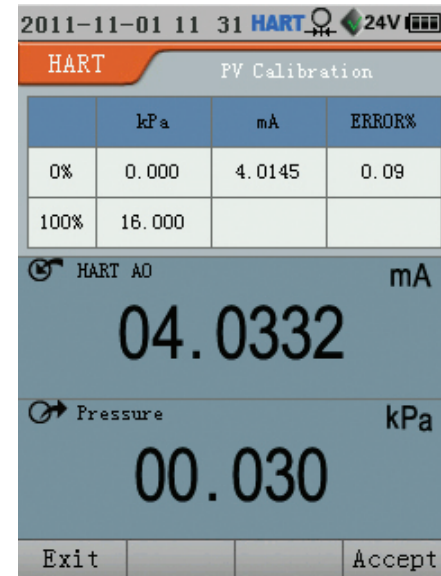 2011-11-01 11 31 HART 24V
HART PV Calibration
kPa mA ERROR%
0% 0.000 4.0145 0.09
100% 16.000
HART AO mA
04.0332
Pressure kPa
00.030
Exit Accept